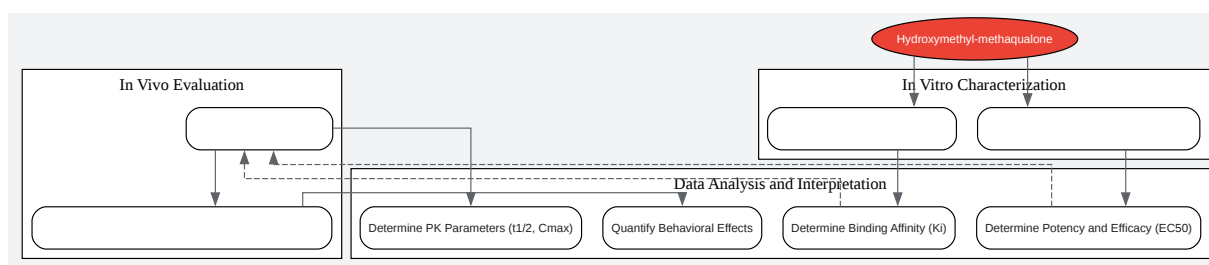 Hydroxymethyl-methaqualone
In Vivo Evaluation
In Vitro Characterization
Data Analysis and Interpretation
Determine PK Parameters (t1/2, Cmax)
Quantify Behavioral Effects
Determine Binding Affinity (Ki)
Determine Potency and Efficacy (EC50)